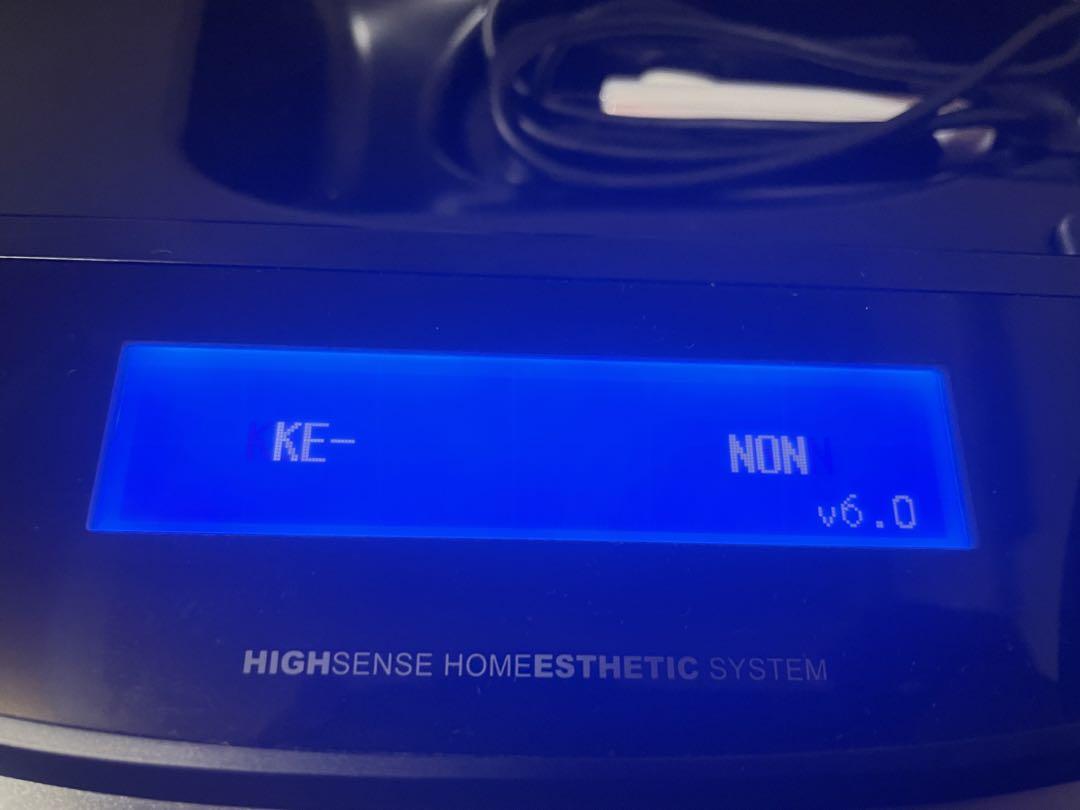 KE- NON
v6.0
HIGHSENSE HOMEESTHETIC SYSTEM